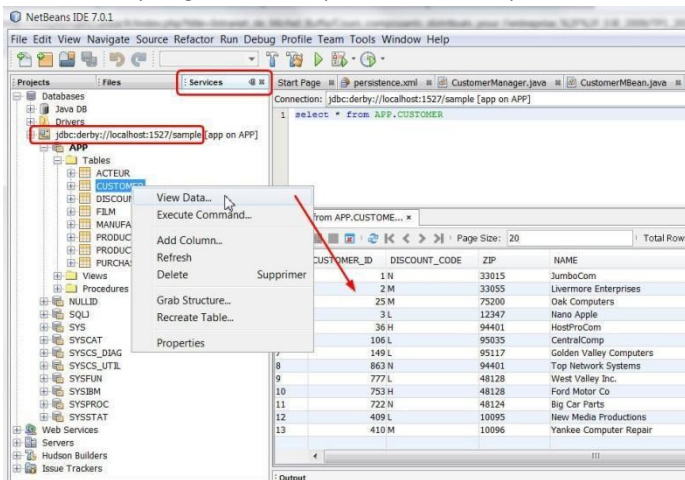 NetBeans IDE 7.0.1
File Edit View Navigate Source Refactor Run Debug Profile Team Tools Window Help
Projects Files Services
Start Page persistence.xml CustomerManager.java CustomerMBean.java
Connection: jdbc:derby://localhost:1527/sample [app on APP]
1 select * from APP.CUSTOMER
Databases
Java DB
Drivers
jdbc:derby://localhost:1527/sample [app on APP]
APP
Tables
ACTEUR
CUSTOMER
DISCOUN
FILM
MANUFA
PRODUC
PRODUC
PURCHA
Views
Procedures
NULLID
SQLJ
SYS
SYSCAT
SYSCS_DIAG
SYSCS_UTIL
SYSFUN
SYSIBM
SYSPROC
SYSSTAT
Web Services
Servers
Hudson Builders
Issue Trackers
View Data...
Execute Command...
Add Column...
Refresh
Delete Supprimer
Grab Structure...
Recreate Table...
Properties
from APP.CUSTOME... ×
Page Size: 20 Total Row
CUSTOMER_ID DISCOUNT_CODE ZIP NAME
1 N 33015 JumboCom
2 M 33055 Livermore Enterprises
25 M 75200 Oak Computers
3 L 12347 Nano Apple
36 H 94401 HostProCom
106 L 95035 CentralComp
7 149 L 95117 Golden Valley Computers
8 863 N 94401 Top Network Systems
9 777 L 48128 West Valley Inc.
10 753 H 48128 Ford Motor Co
11 722 N 48124 Big Car Parts
12 409 L 10095 New Media Productions
13 410 M 10096 Yankee Computer Repair
Output